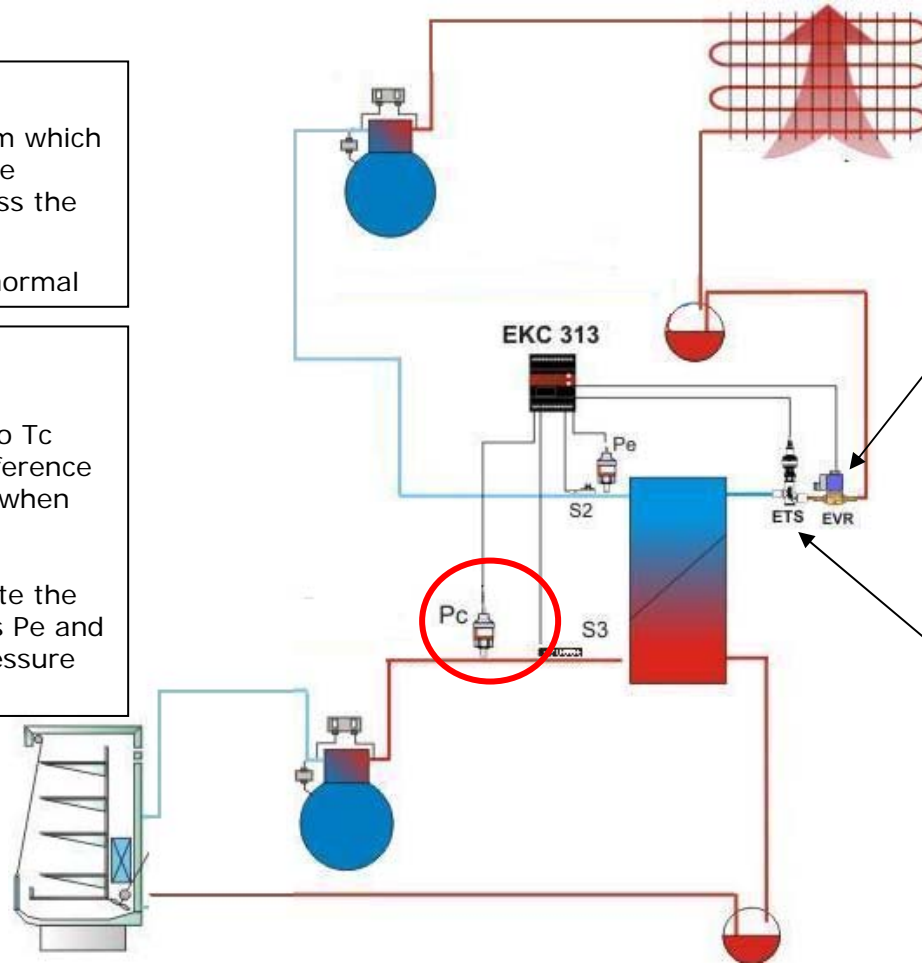 m which
e
ss the
normal
o Tc
ference
when
te the
s Pe and
essure
EKC 313
Pe
S2
ETS EVR
Pc
S3